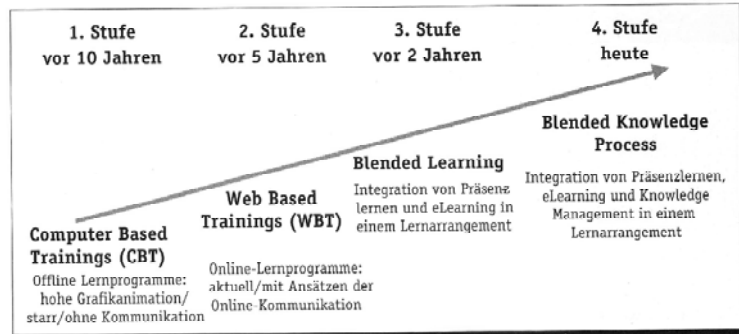 1. Stufe
vor 10 Jahren
2. Stufe
vor 5 Jahren
3. Stufe
vor 2 Jahren
4. Stufe
heute
Computer Based
Trainings (CBT)
Offline Lernprogramme:
hohe Grafikanimation/
starr/ohne Kommunikation
Web Based
Trainings (WBT)
Online-Lernprogramme:
aktuell/mit Ansätzen der
Online-Kommunikation
Blended Learning
Integration von Präsenz
lernen und eLearning in
einem Lernarrangement
Blended Knowledge
Process
Integration von Präsenzlernen,
eLearning und Knowledge
Management in einem
Lernarrangement